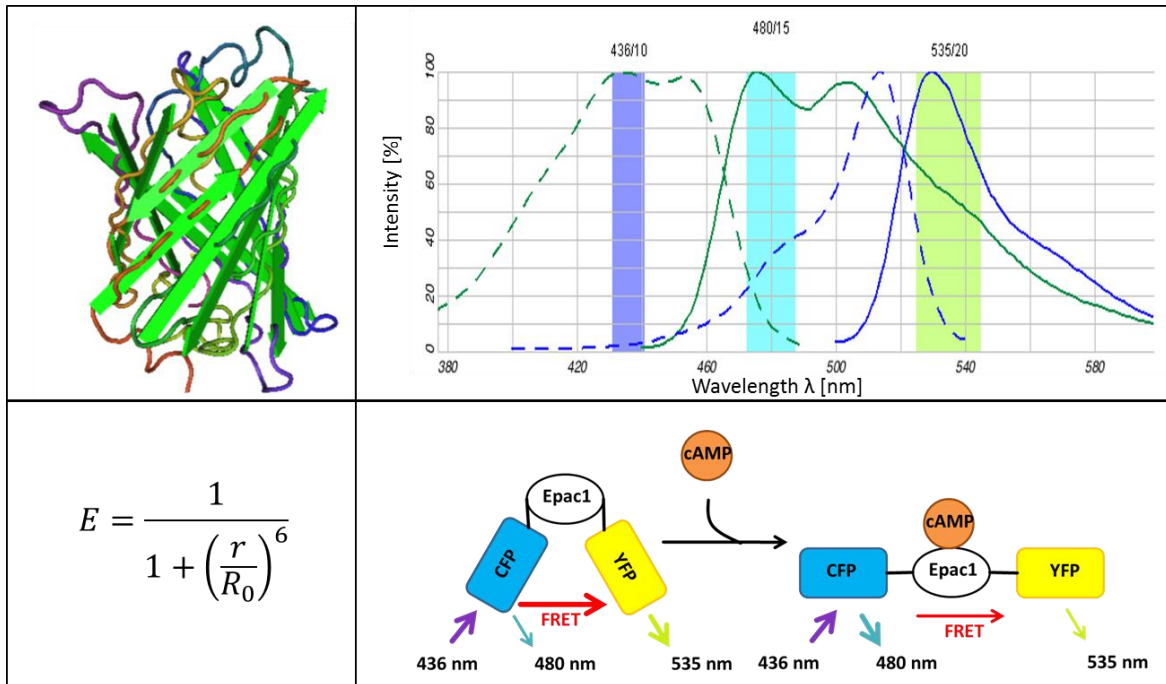 436/10
480/15
535/20
100
80
60
40
20
0
Intensity [%]
380
420
460
500
540
580
Wavelength λ [nm]
E = 1 / (1 + (r/R₀)⁶)
cAMP
Epac1
CFP
YFP
FRET
436 nm
480 nm
535 nm
cAMP
CFP
Epac1
YFP
FRET
436 nm
480 nm
535 nm